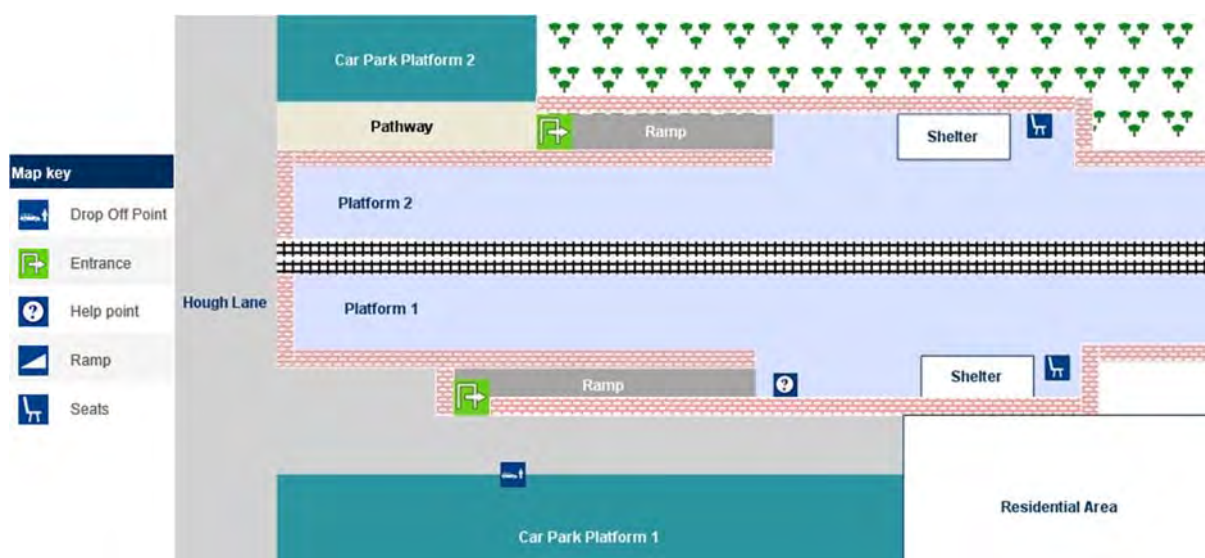 Car Park Platform 2
Pathway
Ramp
Shelter
Map key
Platform 2
Drop Off Point
Entrance
Hough Lane
Platform 1
Help point
Ramp
Ramp
Shelter
Seats
Residential Area
Car Park Platform 1